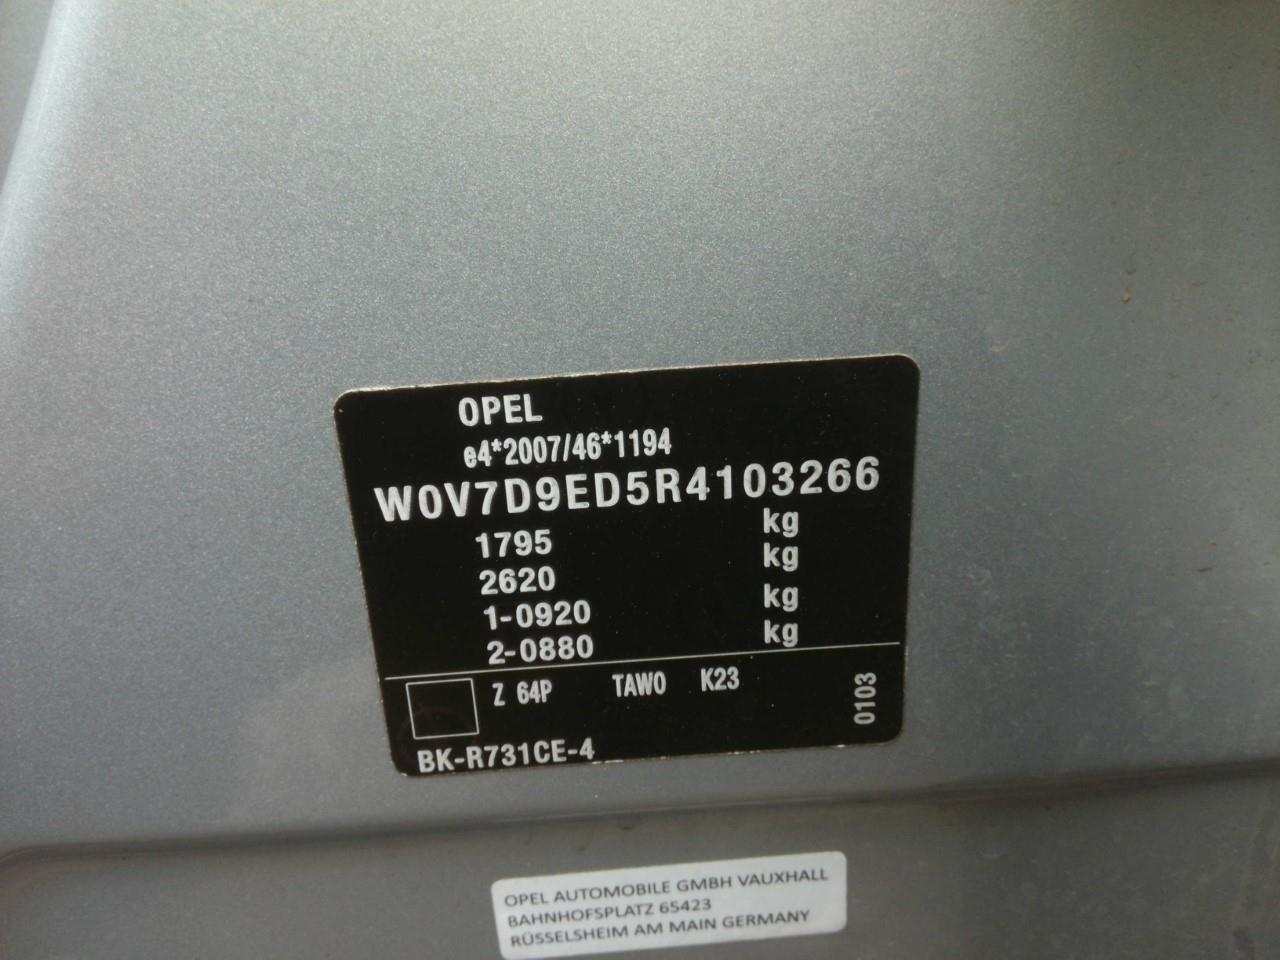 OPEL
e4*2007/46*1194
W0V7D9ED5R4103266
1795 kg
2620 kg
1-0920 kg
2-0880 kg
Z 64P TAW0 K23
0103
BK-R731CE-4
OPEL AUTOMOBILE GMBH VAUXHALL
BAHNHOFSPLATZ 65423
RÜSSELSHEIM AM MAIN GERMANY